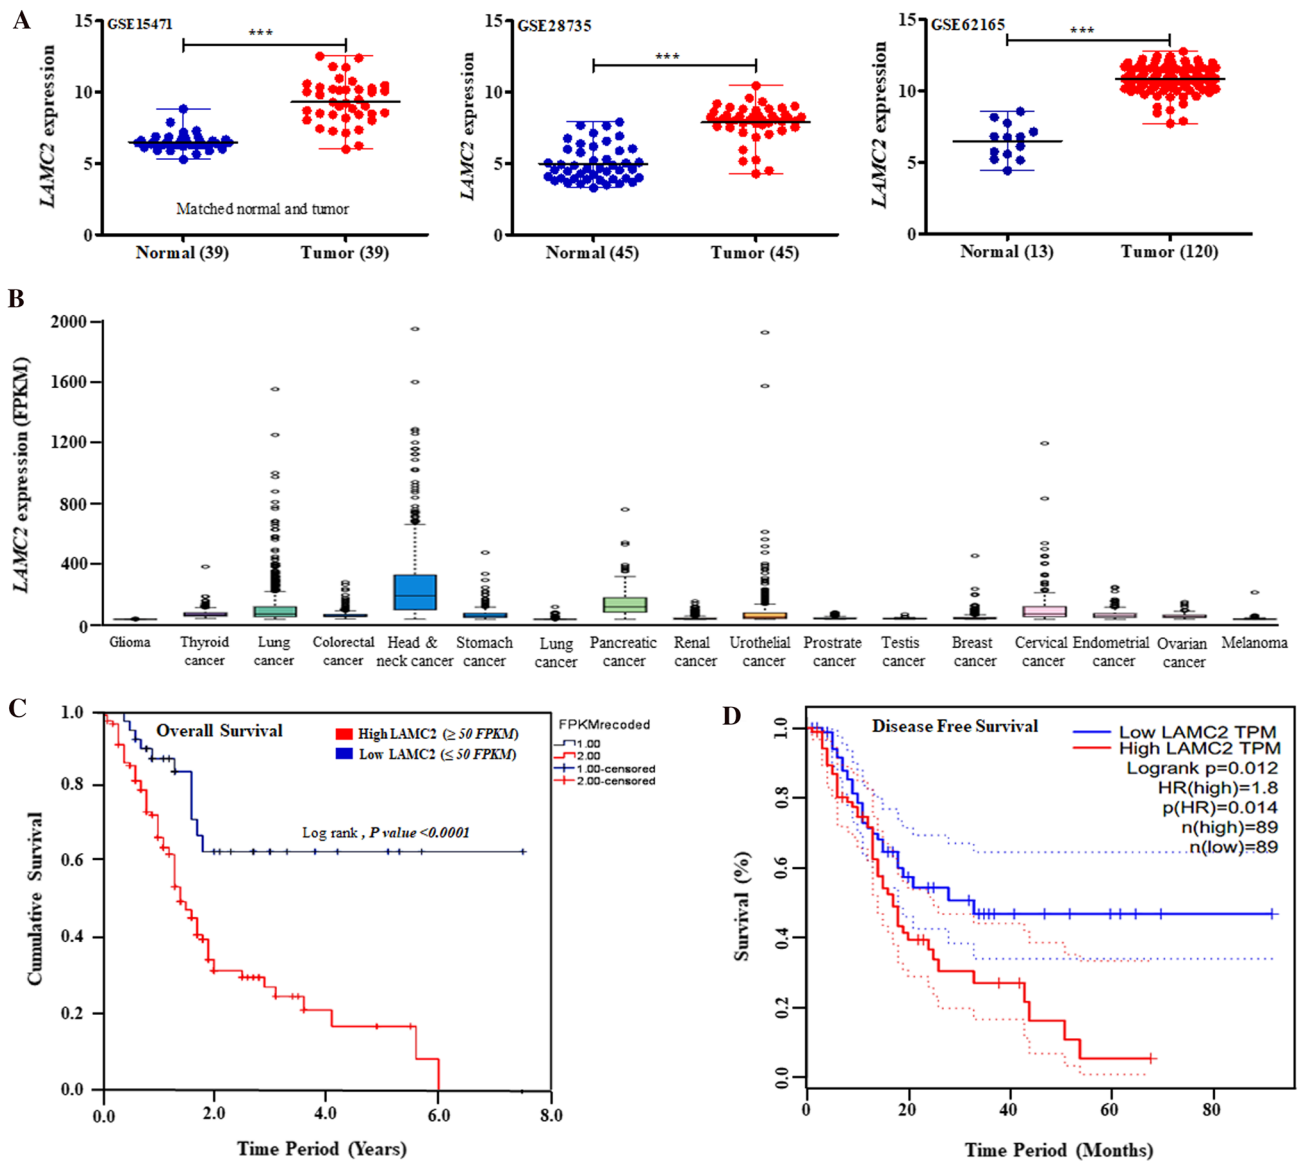 A
GSE15471
***
15
10
5
0
LAMC2 expression
Matched normal and tumor
Normal (39)
Tumor (39)
GSE28735
***
15
10
5
0
LAMC2 expression
Normal (45)
Tumor (45)
GSE62165
***
15
10
5
0
LAMC2 expression
Normal (13)
Tumor (120)
B
2000
1600
1200
800
400
0
LAMC2 expression (FPKM)
Glioma
Thyroid
cancer
Lung
cancer
Colorectal
cancer
Head &
neck cancer
Stomach
cancer
Lung
cancer
Pancreatic
cancer
Renal
cancer
Urothelial
cancer
Prostrate
cancer
Testis
cancer
Breast
cancer
Cervical
cancer
Endometrial
cancer
Ovarian
cancer
Melanoma
C
Overall Survival
High LAMC2 (≥ 50 FPKM)
Low LAMC2 (≤ 50 FPKM)
FPKMrecoded
1.00
2.00
1.00-censored
2.00-censored
Log rank , P value <0.0001
1.0
0.8
0.6
0.4
0.2
0.0
Cumulative Survival
0.0
2.0
4.0
6.0
8.0
Time Period (Years)
D
Disease Free Survival
Low LAMC2 TPM
High LAMC2 TPM
Logrank p=0.012
HR(high)=1.8
p(HR)=0.014
n(high)=89
n(low)=89
1.0
0.8
0.6
0.4
0.2
0.0
Survival (%)
0
20
40
60
80
Time Period (Months)